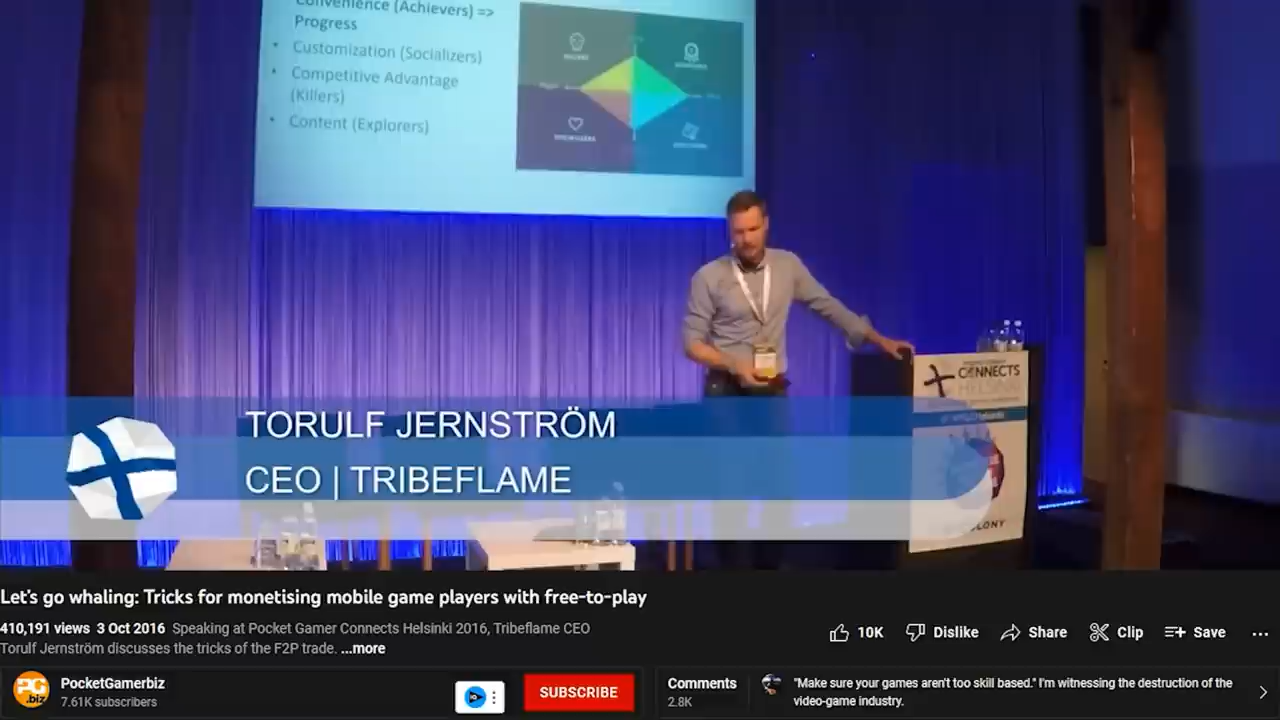 Convenience (Achievers) =>
Progress
• Customization (Socializers)
• Competitive Advantage
(Killers)
• Content (Explorers)
CONNECTS
TORULF JERNSTRÖM
CEO | TRIBEFLAME
Let's go whaling: Tricks for monetising mobile game players with free-to-play
410,191 views 3 Oct 2016 Speaking at Pocket Gamer Connects Helsinki 2016, Tribeflame CEO
Torulf Jernström discusses the tricks of the F2P trade. ...more
10K Dislike Share Clip Save ...
PG .biz
PocketGamerbiz
7.61K subscribers
SUBSCRIBE
Comments
2.8K
"Make sure your games aren't too skill based." I'm witnessing the destruction of the
video-game industry.